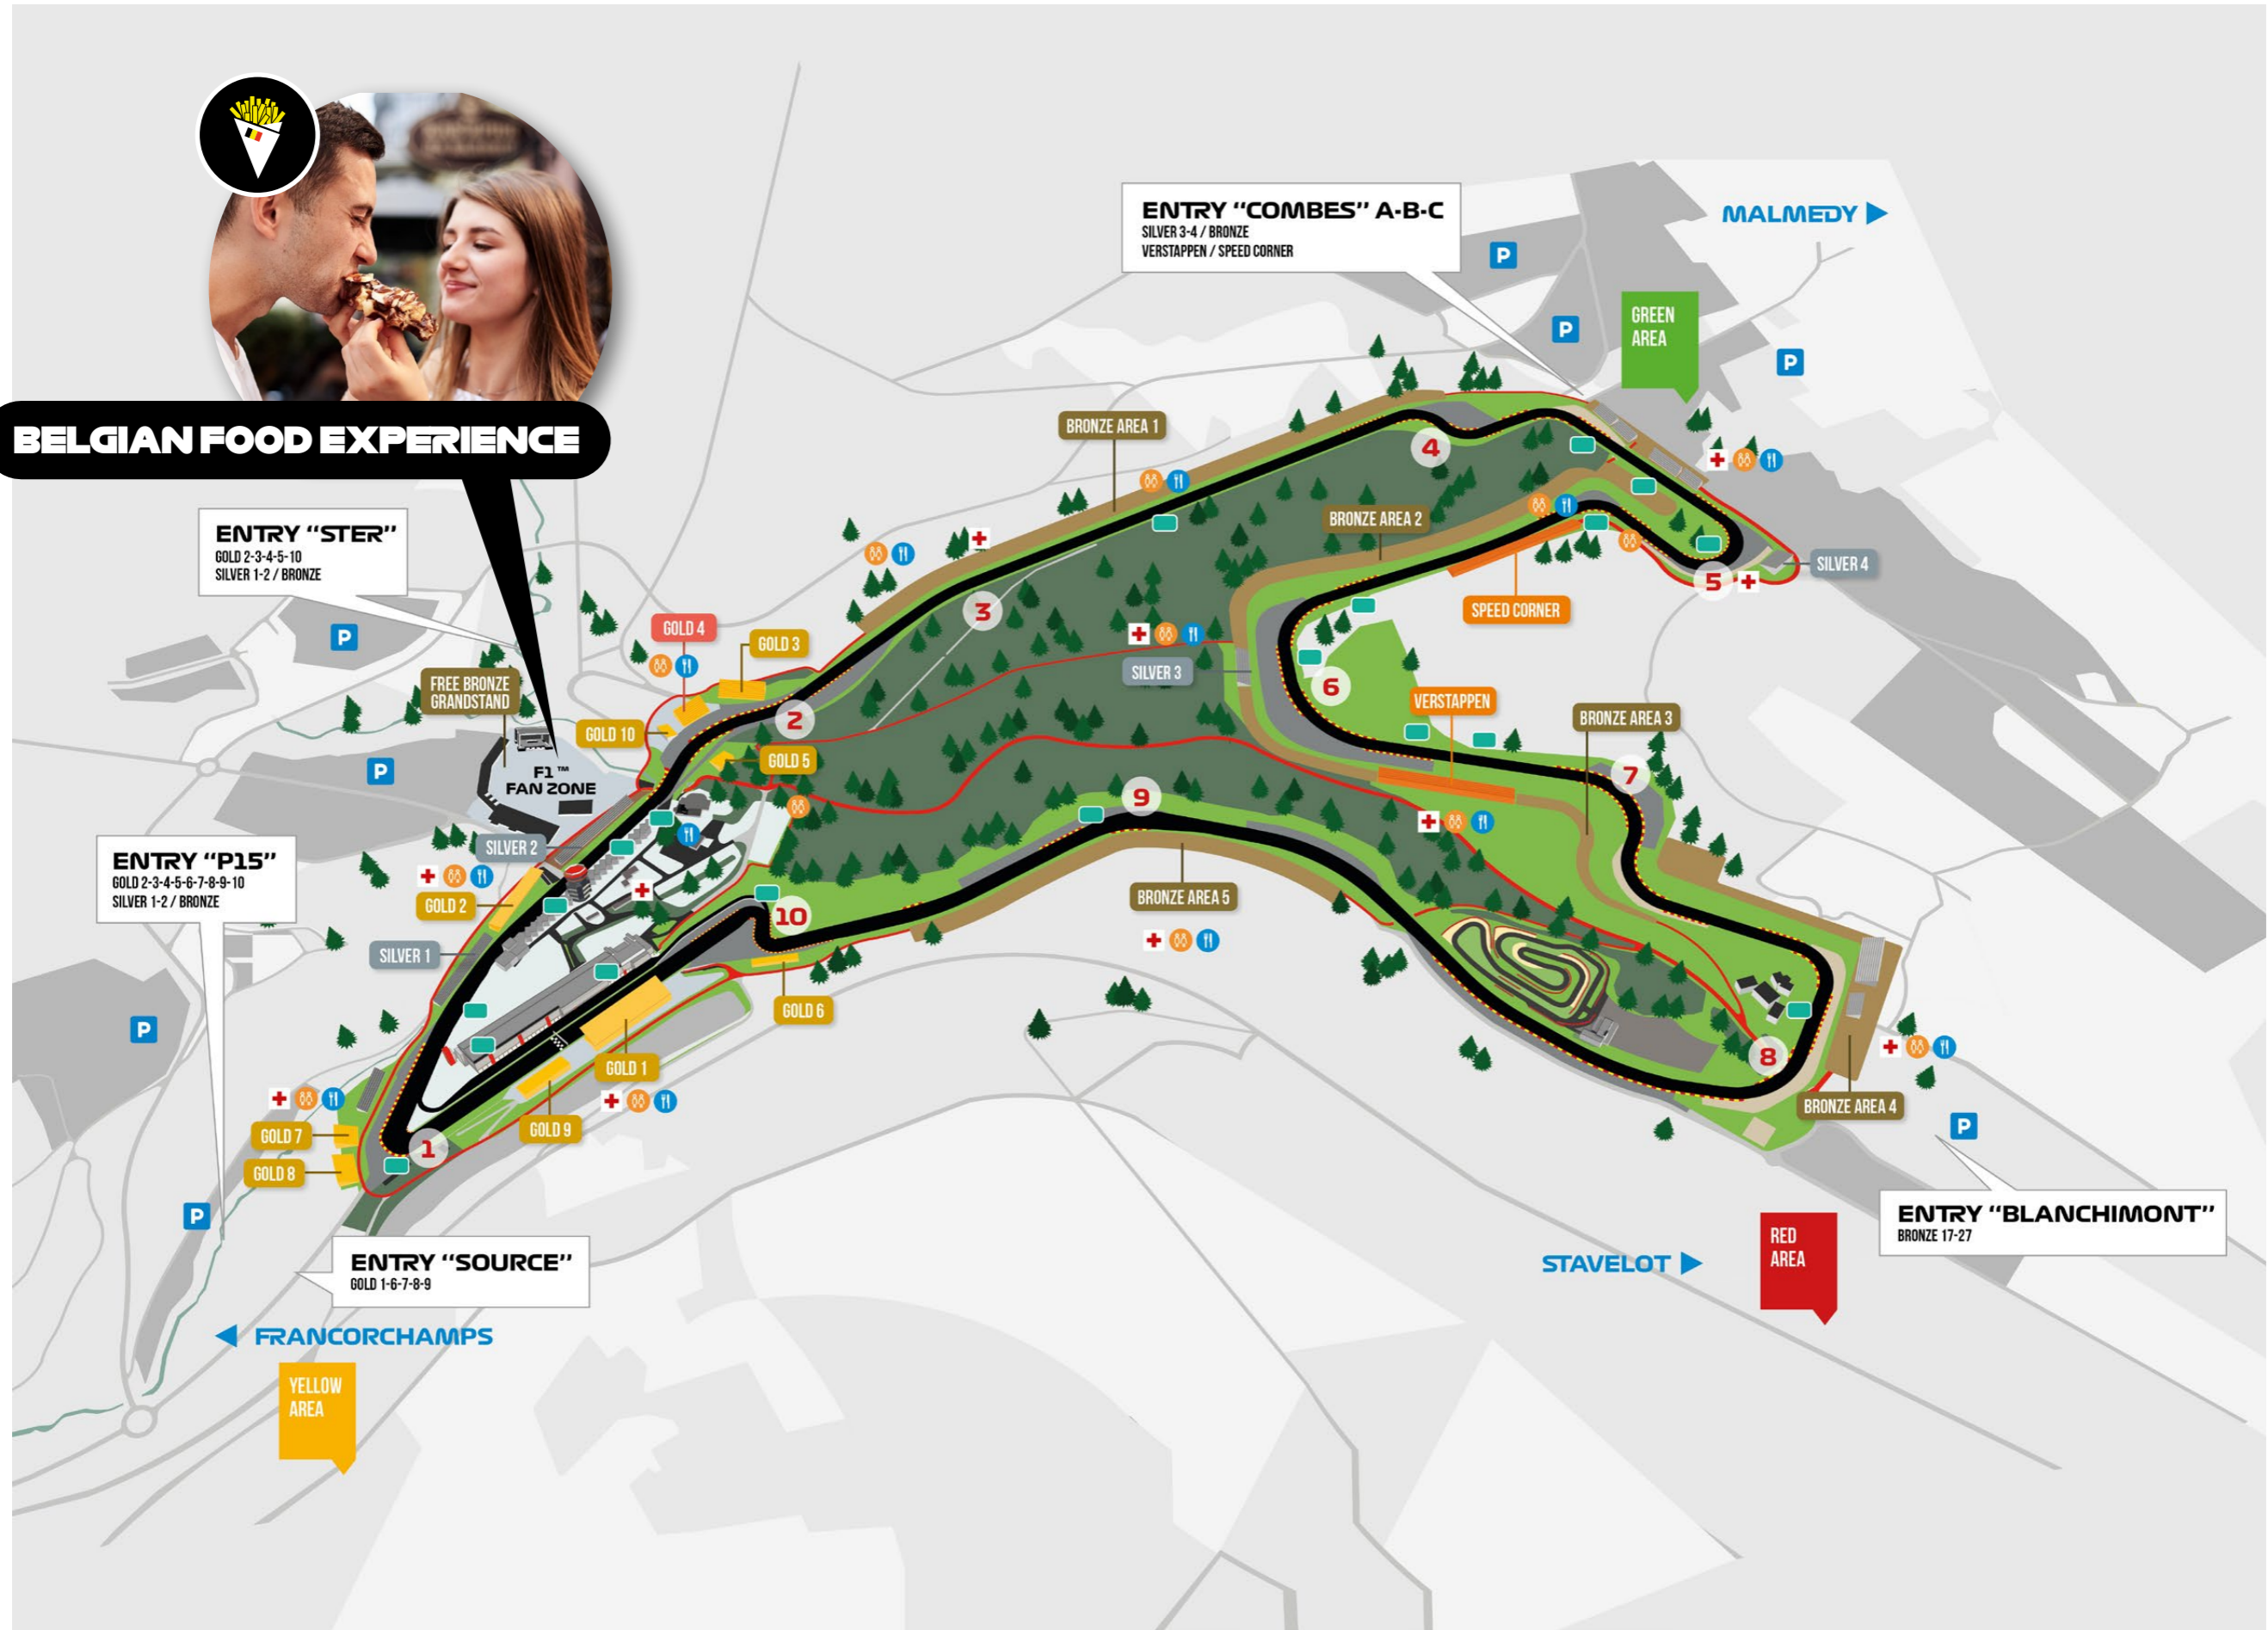 BELGIAN FOOD EXPERIENCE
ENTRY “COMBES” A-B-C
SILVER 3-4 / BRONZE
VERSTAPPEN / SPEED CORNER
MALMEDY
P
P
P
GREEN
AREA
BRONZE AREA 1
4
BRONZE AREA 2
ENTRY “STER”
GOLD 2-3-4-5-10
SILVER 1-2 / BRONZE
P
3
5
SILVER 4
SPEED CORNER
GOLD 4
GOLD 3
SILVER 3
6
FREE BRONZE
GRANDSTAND
VERSTAPPEN
BRONZE AREA 3
2
GOLD 10
GOLD 5
P
F1™
FAN ZONE
7
9
SILVER 2
ENTRY “P15”
GOLD 2-3-4-5-6-7-8-9-10
SILVER 1-2 / BRONZE
GOLD 2
BRONZE AREA 5
10
SILVER 1
GOLD 6
P
GOLD 1
8
BRONZE AREA 4
GOLD 7
GOLD 9
P
1
GOLD 8
P
ENTRY “BLANCHIMONT”
BRONZE 17-27
RED
AREA
STAVELOT
ENTRY “SOURCE”
GOLD 1-6-7-8-9
FRANCORCHAMPS
YELLOW
AREA